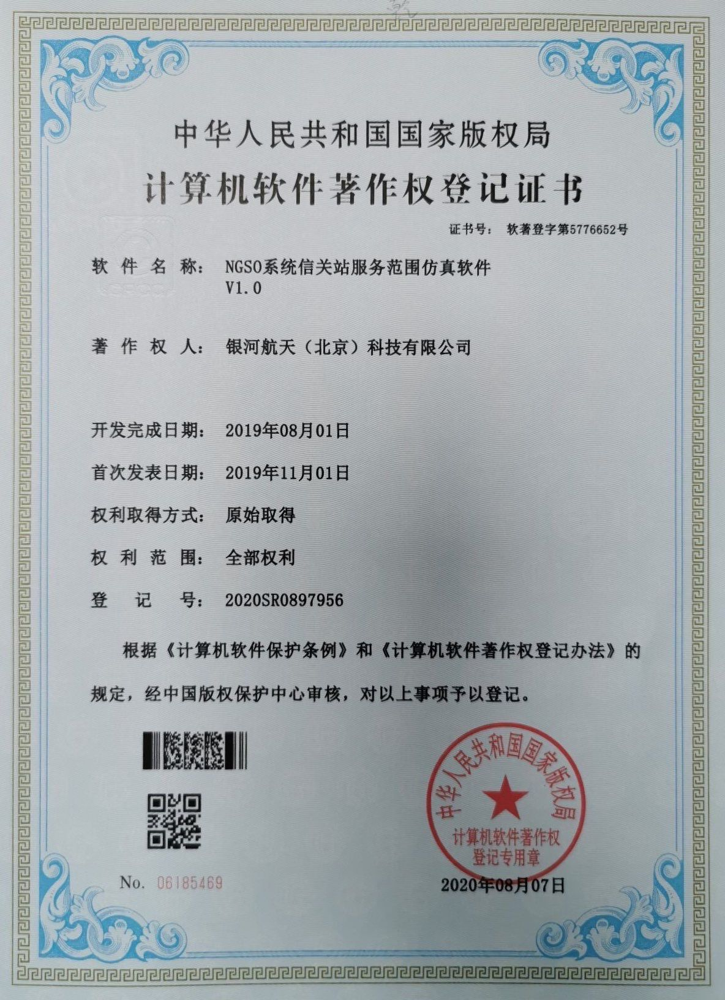 中华人民共和国国家版权局
计算机软件著作权登记证书
证书号： 软著登字第5776652号
软件名称： NGSO系统信关站服务范围仿真软件
V1.0
著作权人： 银河航天（北京）科技有限公司
开发完成日期： 2019年08月01日
首次发表日期： 2019年11月01日
权利取得方式： 原始取得
权利范围： 全部权利
登记号： 2020SR0897956
根据《计算机软件保护条例》和《计算机软件著作权登记办法》的
规定，经中国版权保护中心审核，对以上事项予以登记。
中华人民共和国国家版权局
计算机软件著作权
登记专用章
No. 06185469
2020年08月07日